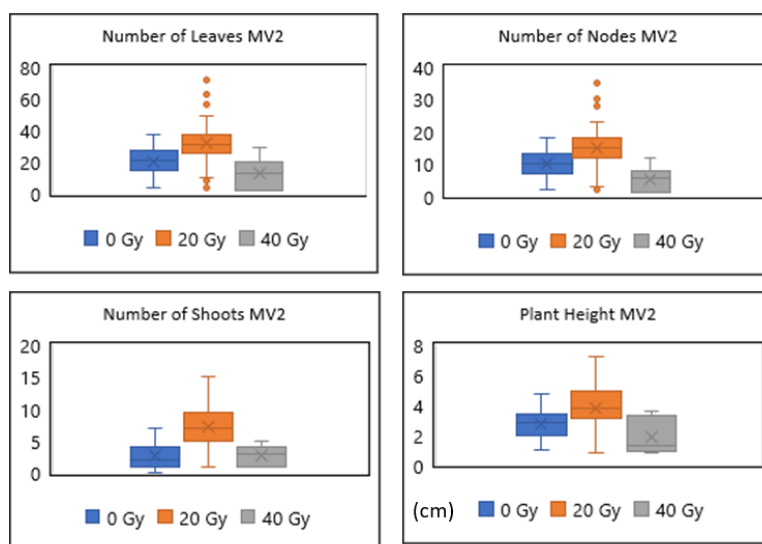 Number of Leaves MV2
80
60
40
20
0
0 Gy 20 Gy 40 Gy
Number of Nodes MV2
40
30
20
10
0
0 Gy 20 Gy 40 Gy
Number of Shoots MV2
20
15
10
5
0
0 Gy 20 Gy 40 Gy
Plant Height MV2
8
6
4
2
0
(cm) 0 Gy 20 Gy 40 Gy